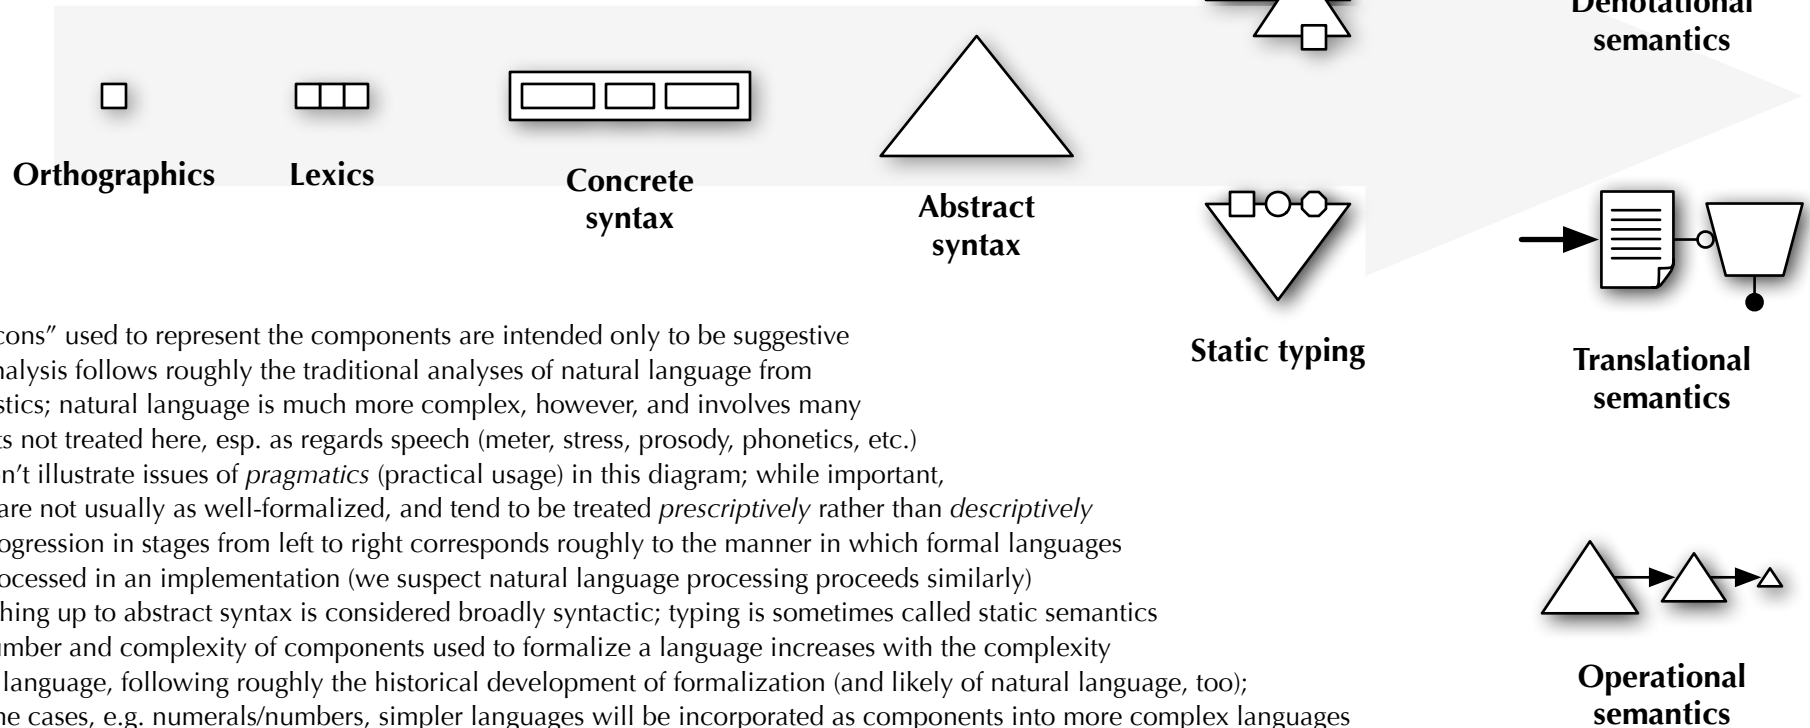 Denotational
semantics
Orthographics
Lexics
Concrete
syntax
Abstract
syntax
Static typing
Translational
semantics
Operational
semantics
cons” used to represent the components are intended only to be suggestive
nalysis follows roughly the traditional analyses of natural language from
stics; natural language is much more complex, however, and involves many
ts not treated here, esp. as regards speech (meter, stress, prosody, phonetics, etc.)
n’t illustrate issues of pragmatics (practical usage) in this diagram; while important,
are not usually as well-formalized, and tend to be treated prescriptively rather than descriptively
ogression in stages from left to right corresponds roughly to the manner in which formal languages
ocessed in an implementation (we suspect natural language processing proceeds similarly)
hing up to abstract syntax is considered broadly syntactic; typing is sometimes called static semantics
umber and complexity of components used to formalize a language increases with the complexity
language, following roughly the historical development of formalization (and likely of natural language, too);
ne cases, e.g. numerals/numbers, simpler languages will be incorporated as components into more complex languages